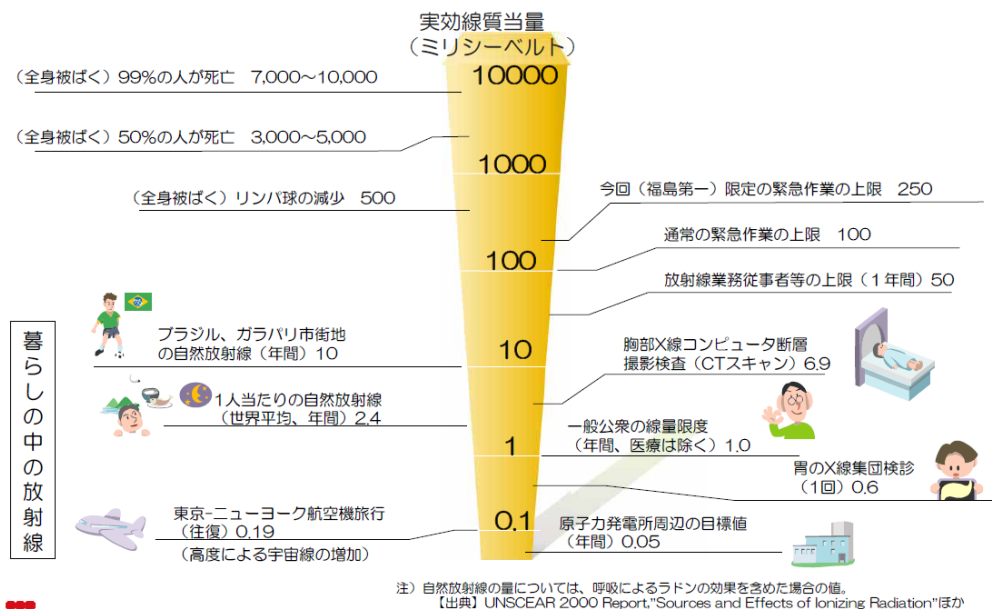 実効線質当量
（ミリシーベルト）
10000
1000
100
10
1
0.1
（全身被ばく）99%の人が死亡　7,000〜10,000
（全身被ばく）50%の人が死亡　3,000〜5,000
（全身被ばく）リンパ球の減少　500
今回（福島第一）限定の緊急作業の上限　250
通常の緊急作業の上限　100
放射線業務従事者等の上限（１年間）50
暮らしの中の放射線
ブラジル、ガラパリ市街地
の自然放射線（年間）10
胸部X線コンピュータ断層
撮影検査（CTスキャン）6.9
１人当たりの自然放射線
（世界平均、年間）2.4
一般公衆の線量限度
（年間、医療は除く）1.0
胃のX線集団検診
（1回）0.6
東京-ニューヨーク航空機旅行
（往復）0.19
（高度による宇宙線の増加）
原子力発電所周辺の目標値
（年間）0.05
注）自然放射線の量については、呼吸によるラドンの効果を含めた場合の値。
【出典】UNSCEAR 2000 Report,"Sources and Effects of Ionizing Radiation"ほか